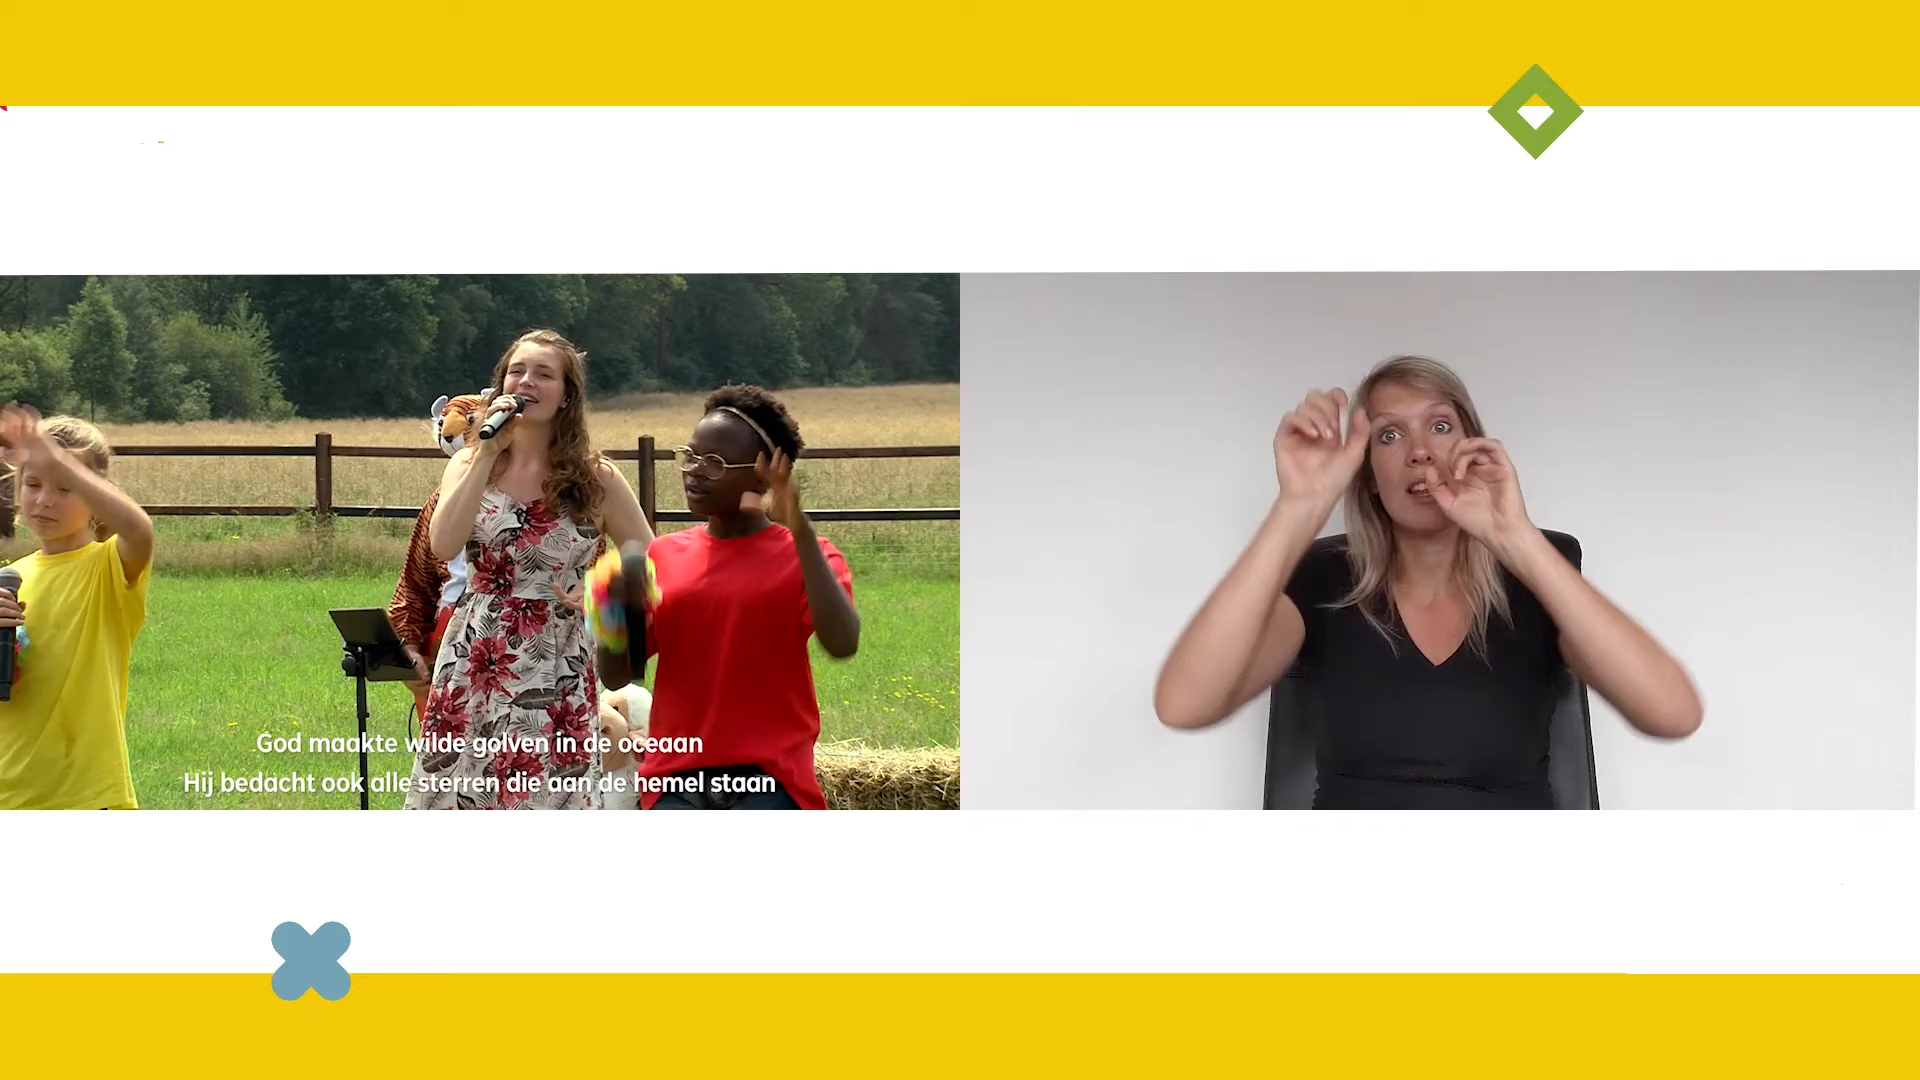 God maakte wilde golven in de oceaan
Hij bedacht ook alle sterren die aan de hemel staan